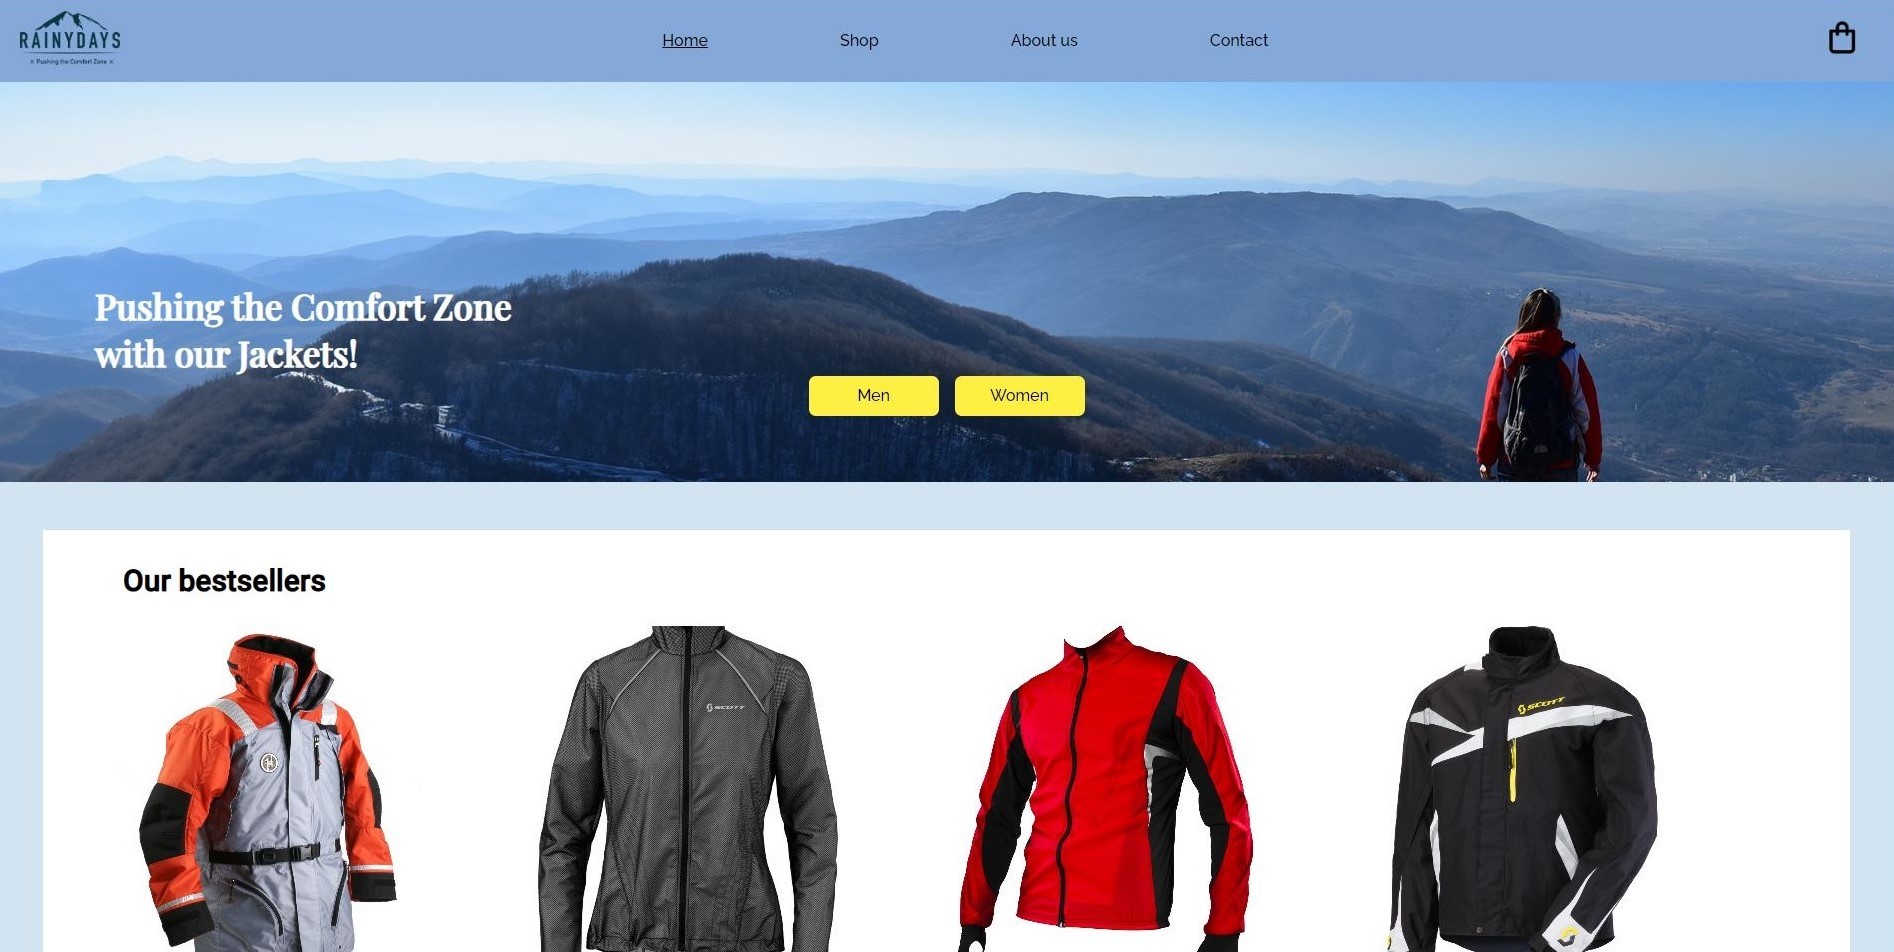 RAINYDAYS
× Pushing the Comfort Zone ×
Home
Shop
About us
Contact
Pushing the Comfort Zone
with our Jackets!
Men
Women
Our bestsellers
SCOTT
SCOTT